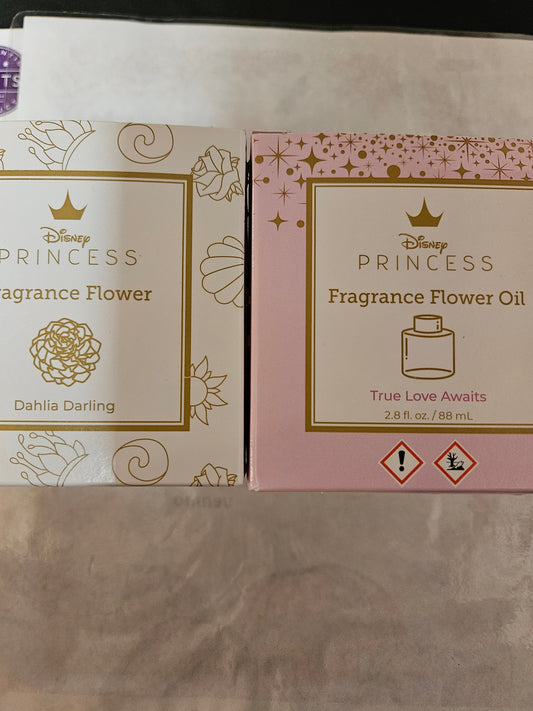 Disney
PRINCESS
Fragrance Flower
Dahlia Darling
Disney
PRINCESS
Fragrance Flower Oil
True Love Awaits
2.8 fl. oz. / 88 mL